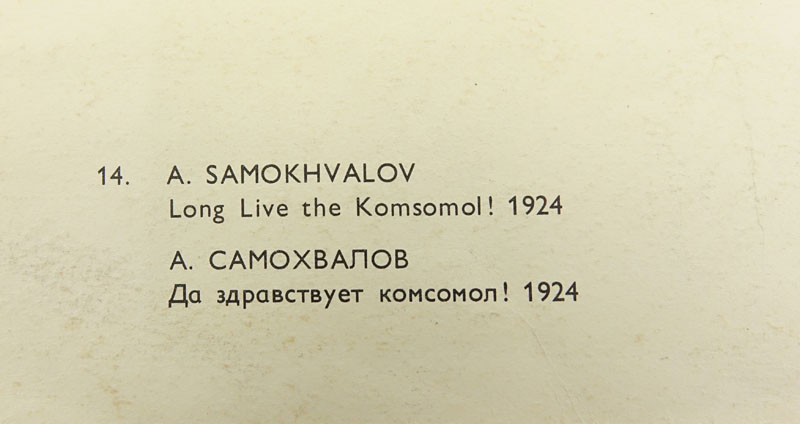 14. A. SAMOKHVALOV
Long Live the Komsomol! 1924
А. САМОХВАЛОВ
Да здравствует комсомол! 1924